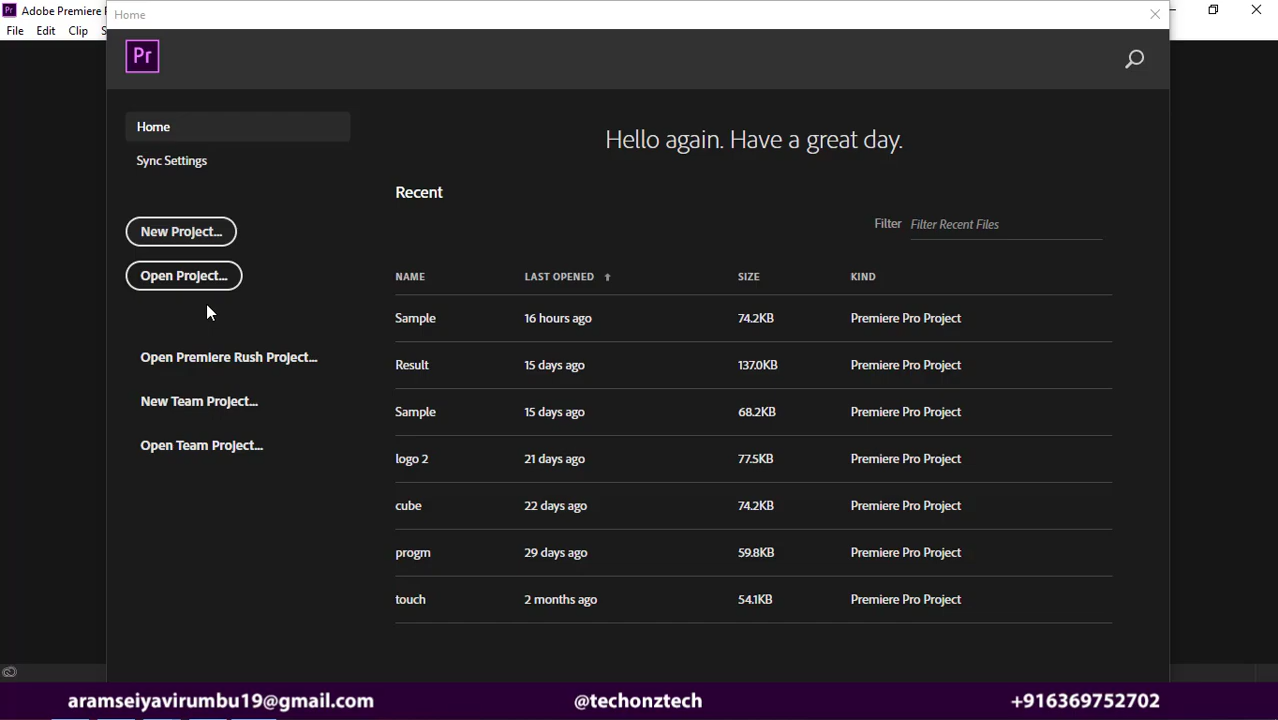 Pr Adobe Premiere
Home
File Edit Clip S
Pr
Home
Sync Settings
New Project...
Open Project...
Open Premiere Rush Project...
New Team Project...
Open Team Project...
Hello again. Have a great day.
Recent
Filter Filter Recent Files
NAME LAST OPENED SIZE KIND
Sample 16 hours ago 74.2KB Premiere Pro Project
Result 15 days ago 137.0KB Premiere Pro Project
Sample 15 days ago 68.2KB Premiere Pro Project
logo 2 21 days ago 77.5KB Premiere Pro Project
cube 22 days ago 74.2KB Premiere Pro Project
progm 29 days ago 59.8KB Premiere Pro Project
touch 2 months ago 54.1KB Premiere Pro Project
aramseiyavirumbu19@gmail.com @techonztech +916369752702